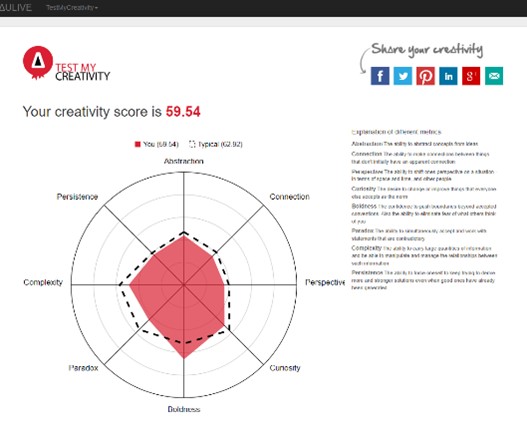 AULIVE TestMyCreativity
Share your creativity
TEST MY
CREATIVITY
Your creativity score is 59.54
You (59.54) Typical (62.92)
Abstraction
Persistence
Connection
Complexity
Perspective
Paradox
Curiosity
Boldness
Explanation of different metrics
Abstraction The ability to abstract concepts from ideas
Connection The ability to make connections between things
that don't initially have an apparent connection
Perspective The ability to shift ones perspective on a situation
in terms of space and time, and other people
Curiosity The desire to change or improve things that everyone
else accepts as the norm
Boldness The confidence to push boundaries beyond accepted
conventions. Also the ability to eliminate fear of what others think
of you
Paradox The ability to simultaneously accept and work with
statements that are contradictory
Complexity The ability to carry large quantities of information
and be able to manipulate and manage the relationships between
such information
Persistence The ability to force oneself to keep trying to derive
more and stronger solutions even when good ones have already
been generated